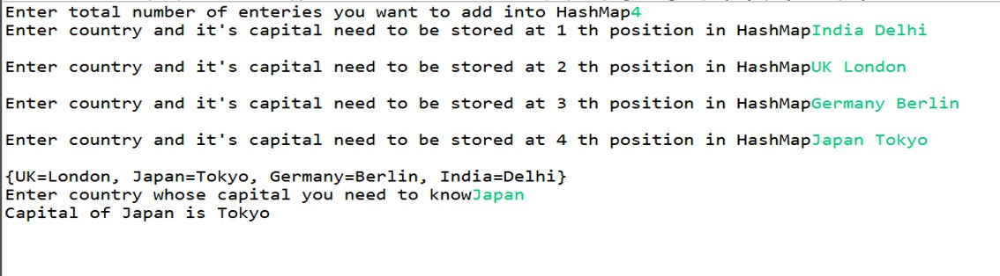 Enter total number of enteries you want to add into HashMap4
Enter country and it's capital need to be stored at 1 th position in HashMapIndia Delhi
Enter country and it's capital need to be stored at 2 th position in HashMapUK London
Enter country and it's capital need to be stored at 3 th position in HashMapGermany Berlin
Enter country and it's capital need to be stored at 4 th position in HashMapJapan Tokyo
{UK=London, Japan=Tokyo, Germany=Berlin, India=Delhi}
Enter country whose capital you need to knowJapan
Capital of Japan is Tokyo